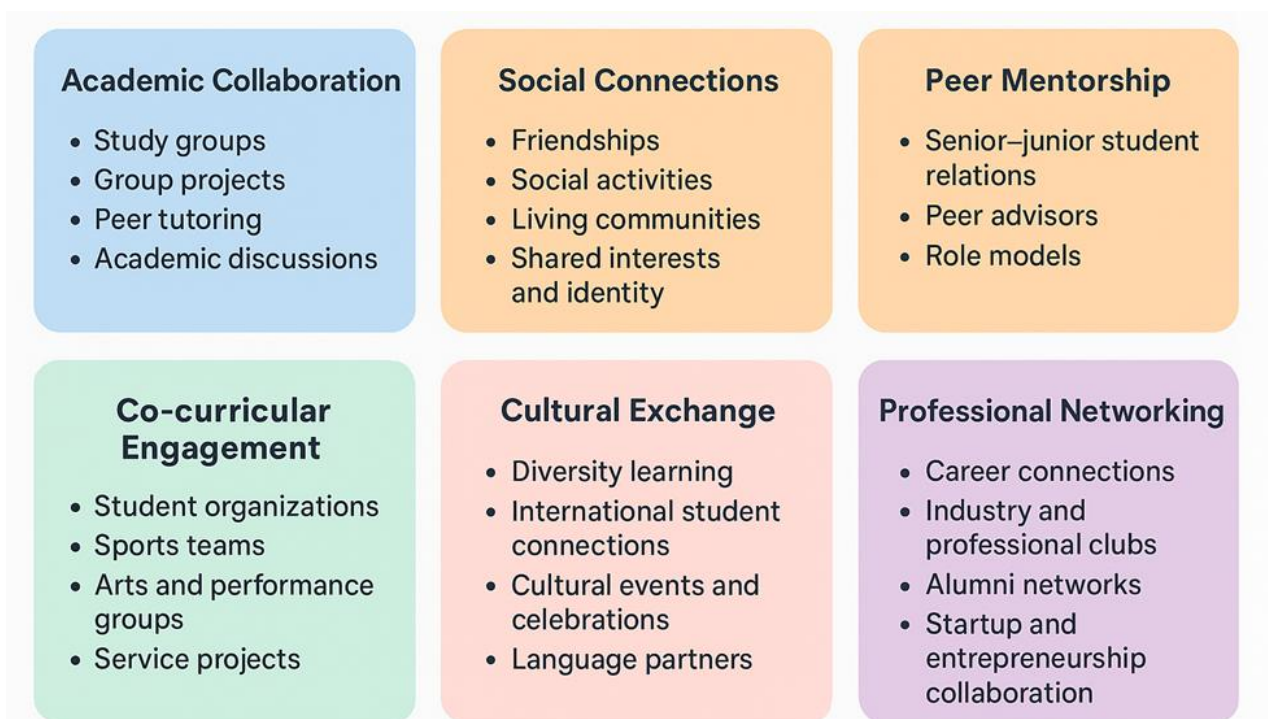 Academic Collaboration
• Study groups
• Group projects
• Peer tutoring
• Academic discussions
Social Connections
• Friendships
• Social activities
• Living communities
• Shared interests
and identity
Peer Mentorship
• Senior–junior student
relations
• Peer advisors
• Role models
Co-curricular
Engagement
• Student organizations
• Sports teams
• Arts and performance
groups
• Service projects
Cultural Exchange
• Diversity learning
• International student
connections
• Cultural events and
celebrations
• Language partners
Professional Networking
• Career connections
• Industry and
professional clubs
• Alumni networks
• Startup and
entrepreneurship
collaboration